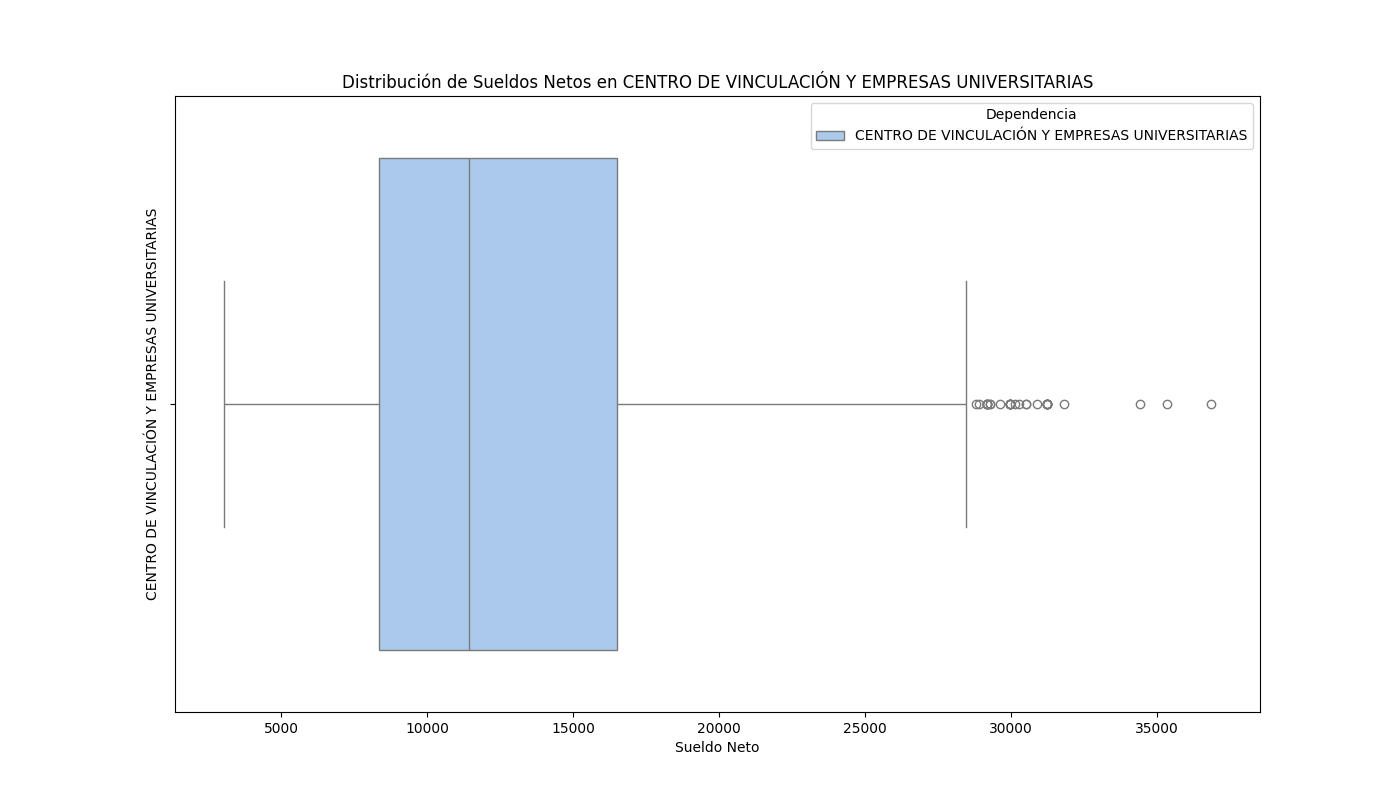 Distribución de Sueldos Netos en CENTRO DE VINCULACIÓN Y EMPRESAS UNIVERSITARIAS
Dependencia
CENTRO DE VINCULACIÓN Y EMPRESAS UNIVERSITARIAS
CENTRO DE VINCULACIÓN Y EMPRESAS UNIVERSITARIAS
5000 10000 15000 20000 25000 30000 35000
Sueldo Neto